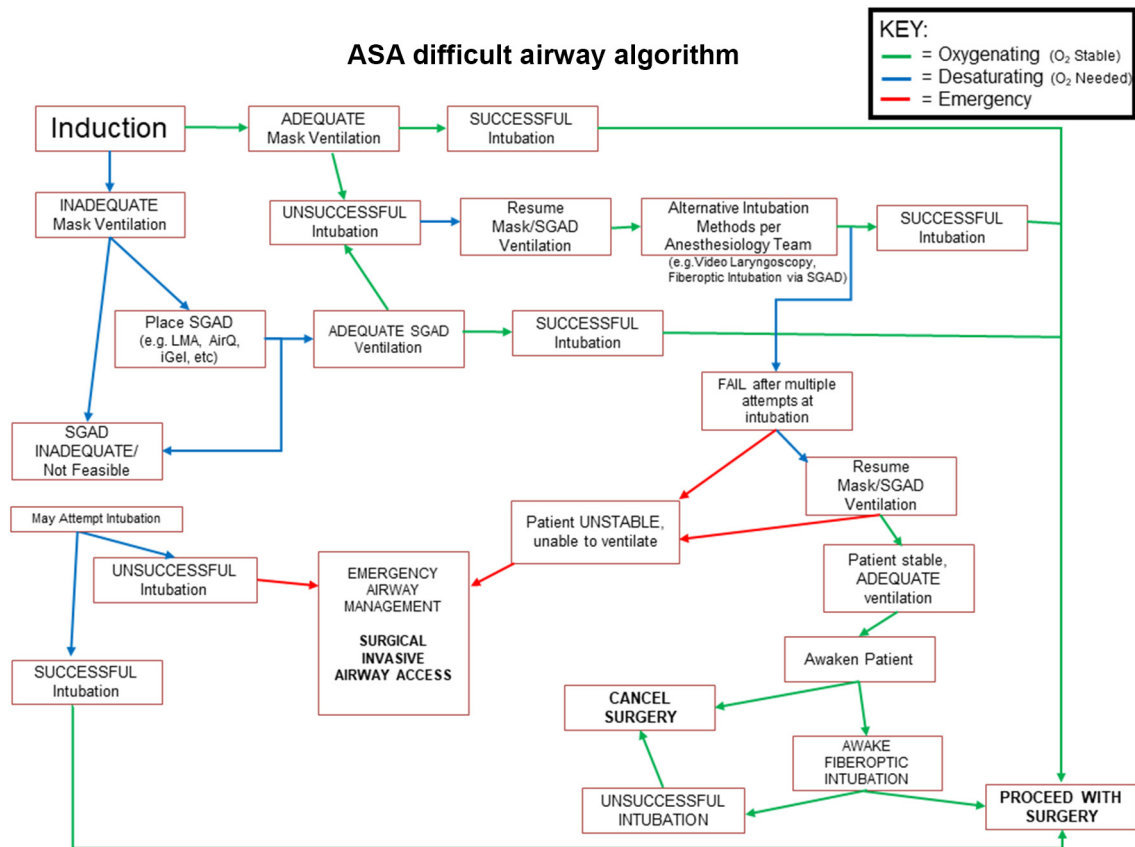 ASA difficult airway algorithm
KEY:
= Oxygenating (O₂ Stable)
= Desaturating (O₂ Needed)
= Emergency
Induction
ADEQUATE
Mask Ventilation
SUCCESSFUL
Intubation
INADEQUATE
Mask Ventilation
UNSUCCESSFUL
Intubation
Resume
Mask/SGAD
Ventilation
Alternative Intubation
Methods per
Anesthesiology Team
(e.g.Video Laryngoscopy,
Fiberoptic Intubation via SGAD)
SUCCESSFUL
Intubation
Place SGAD
(e.g. LMA, AirQ,
iGel, etc)
ADEQUATE SGAD
Ventilation
SUCCESSFUL
Intubation
FAIL after multiple
attempts at
intubation
SGAD
INADEQUATE/
Not Feasible
Resume
Mask/SGAD
Ventilation
May Attempt Intubation
Patient UNSTABLE,
unable to ventilate
UNSUCCESSFUL
Intubation
EMERGENCY
AIRWAY
MANAGEMENT
SURGICAL
INVASIVE
AIRWAY ACCESS
Patient stable,
ADEQUATE
ventilation
SUCCESSFUL
Intubation
Awaken Patient
CANCEL
SURGERY
AWAKE
FIBEROPTIC
INTUBATION
UNSUCCESSFUL
INTUBATION
PROCEED WITH
SURGERY